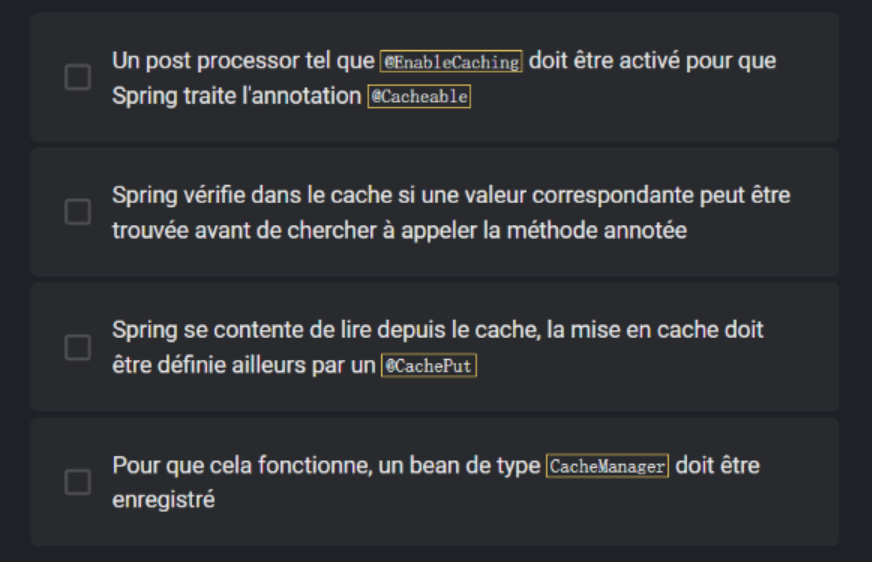 Un post processor tel que @EnableCaching doit être activé pour que
Spring traite l'annotation @Cacheable
Spring vérifie dans le cache si une valeur correspondante peut être
trouvée avant de chercher à appeler la méthode annotée
Spring se contente de lire depuis le cache, la mise en cache doit
être définie ailleurs par un @CachePut
Pour que cela fonctionne, un bean de type CacheManager doit être
enregistré